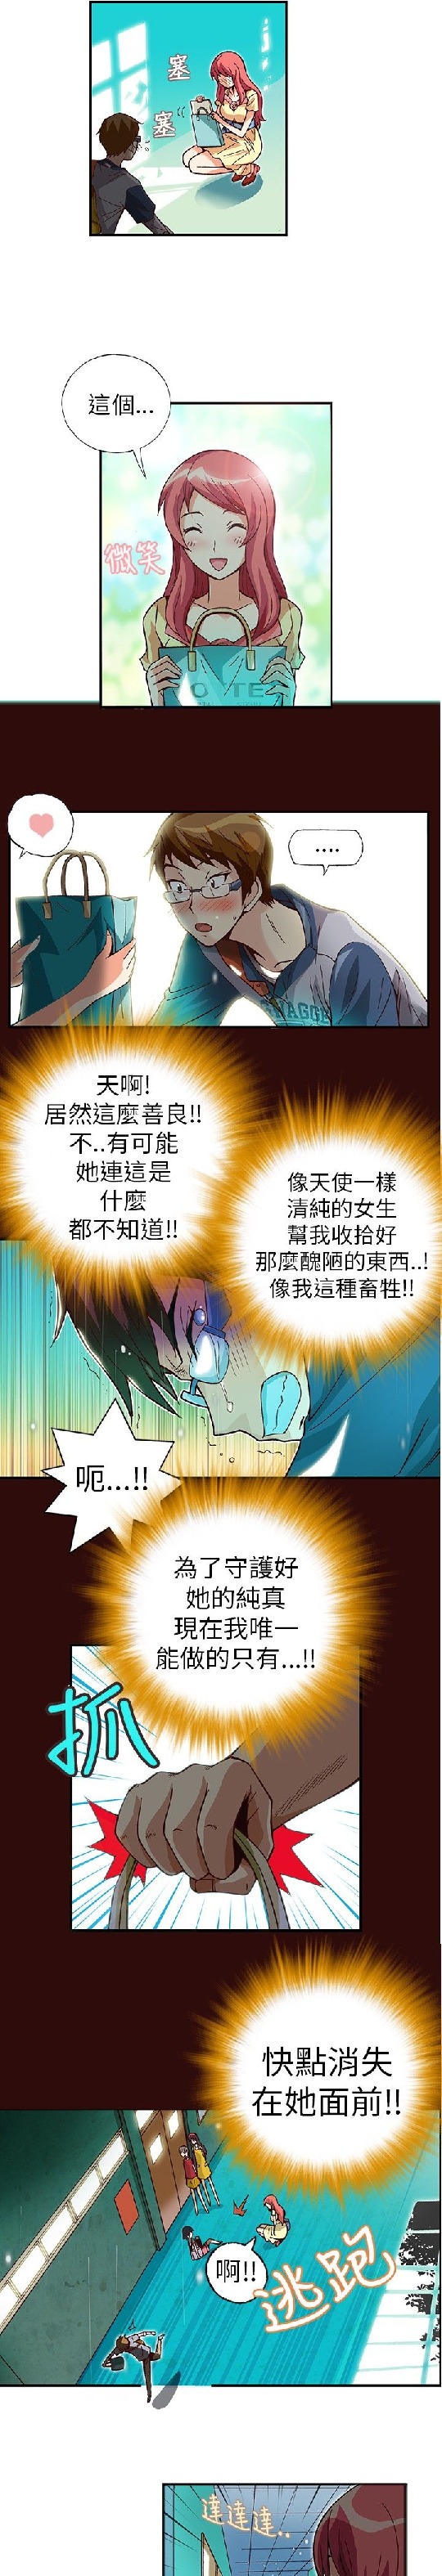 塞
塞
這個...
微笑
O TE
....
WAGGE
天啊!
居然這麼善良!!
不..有可能
她連這是
什麼
都不知道!!
像天使一樣
清純的女生
幫我收拾好
那麼醜陋的東西..!
像我這種畜牲!!
呃...!!
為了守護好
她的純真
現在我唯一
能做的只有...!!
抓
快點消失
在她面前!!
啊!!
逃跑
達達達..